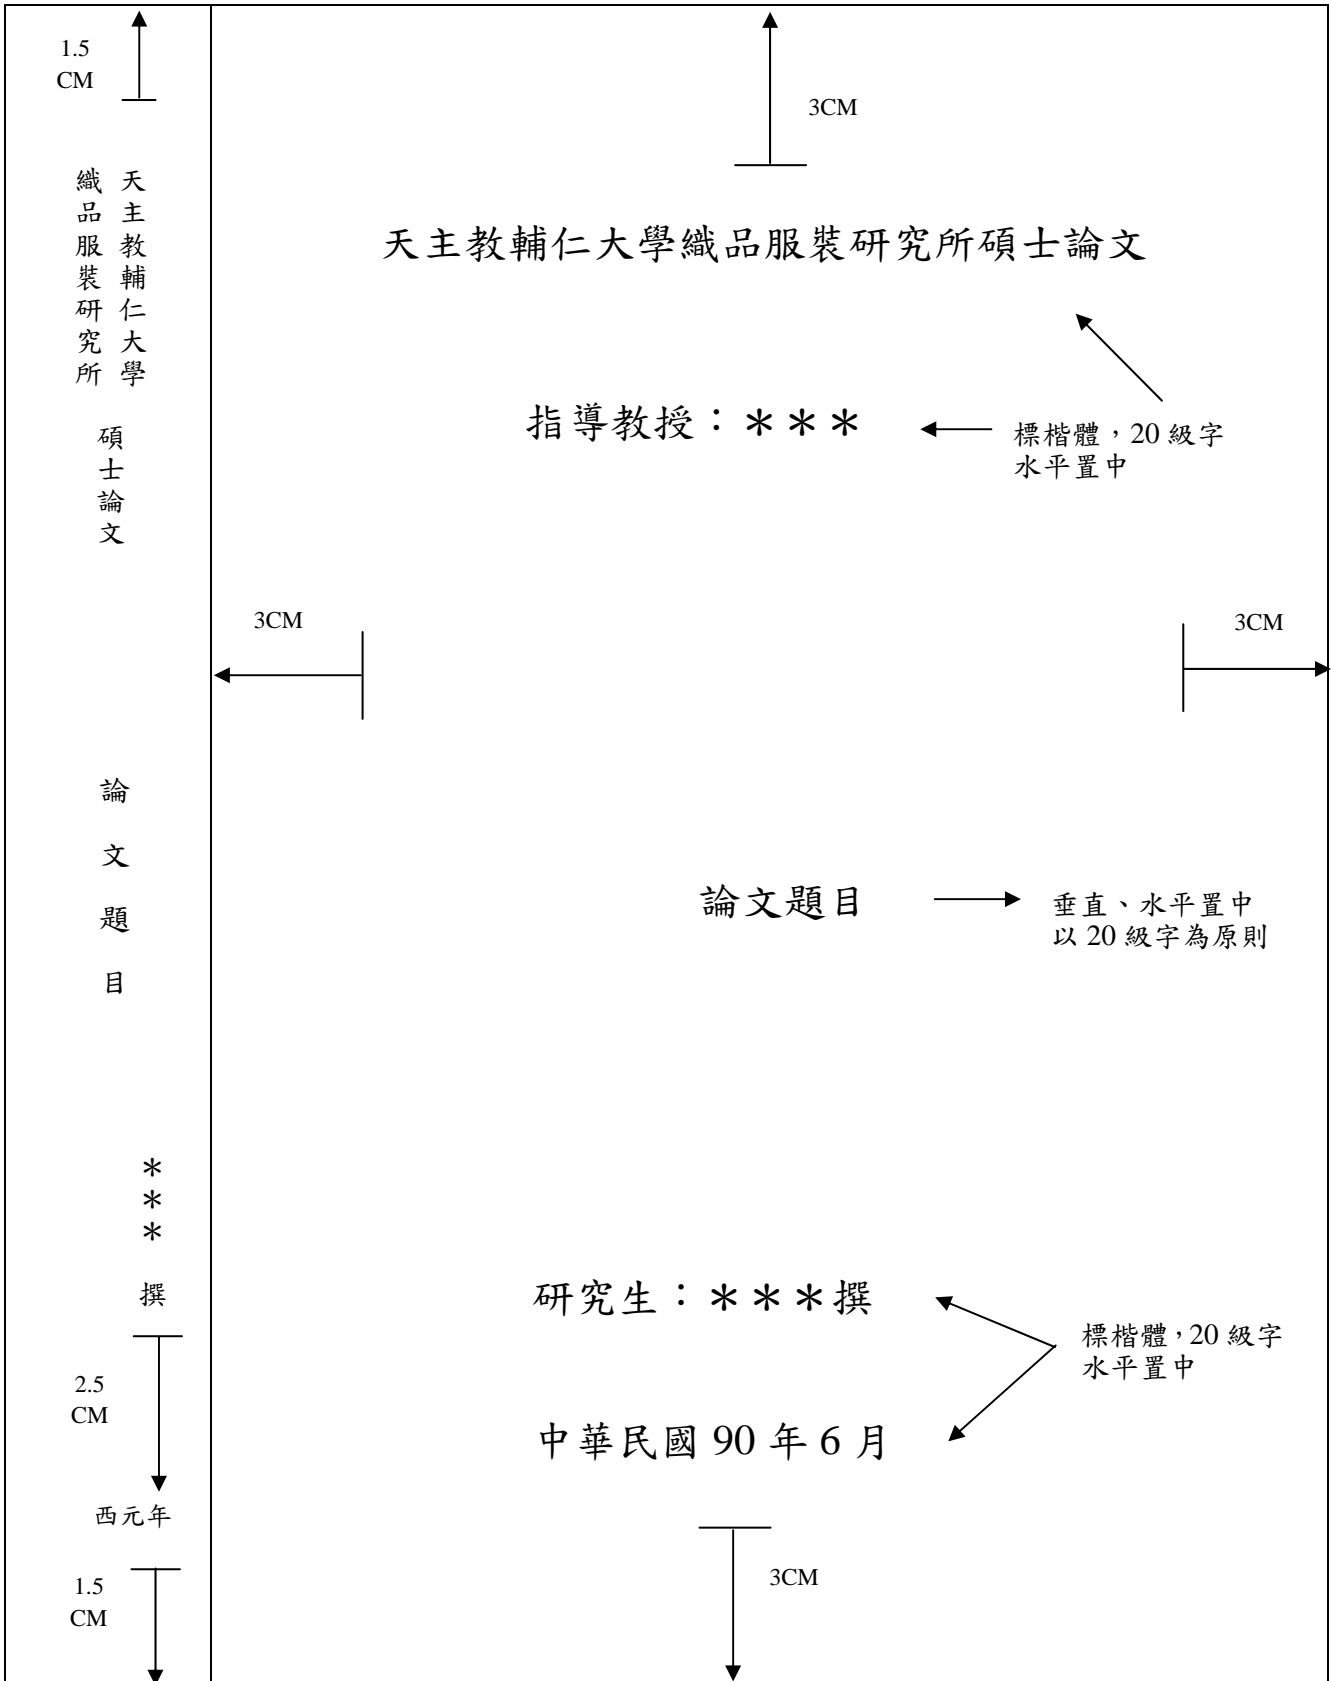 1.5
CM
天主教輔仁大學
織品服裝研究所
碩士論文
論文題目
＊＊＊ 撰
2.5
CM
西元年
1.5
CM
3CM
天主教輔仁大學織品服裝研究所碩士論文
指導教授：＊＊＊
標楷體，20 級字
水平置中
3CM
3CM
論文題目
垂直、水平置中
以 20 級字為原則
研究生：＊＊＊撰
標楷體，20 級字
水平置中
中華民國 90 年 6 月
3CM